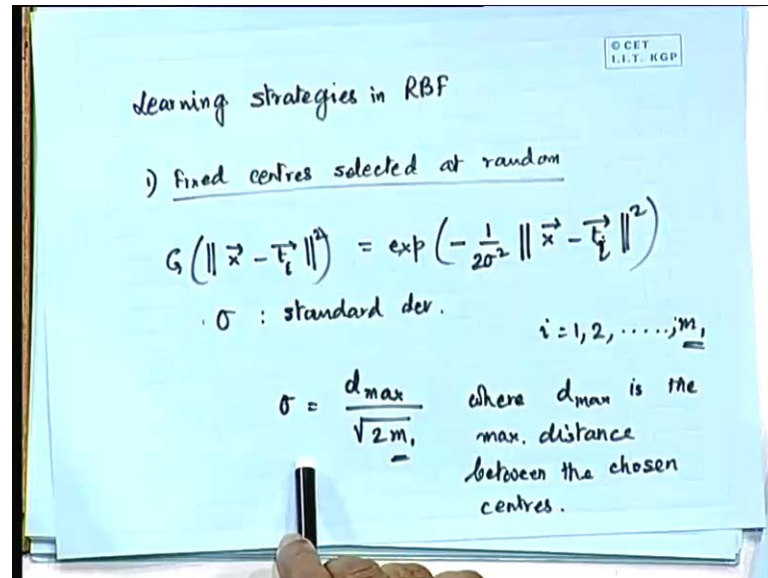 © CET
I.I.T. KGP
Learning strategies in RBF
1) Fixed centres selected at random
G(‖x⃗ - t⃗ᵢ‖²) = exp(-1/2σ² ‖x⃗ - t⃗ᵢ‖²)
σ : standard dev.
i = 1, 2, ....., m₁
σ = dmax/√2m₁ where dmax is the
max. distance
between the chosen
centres.